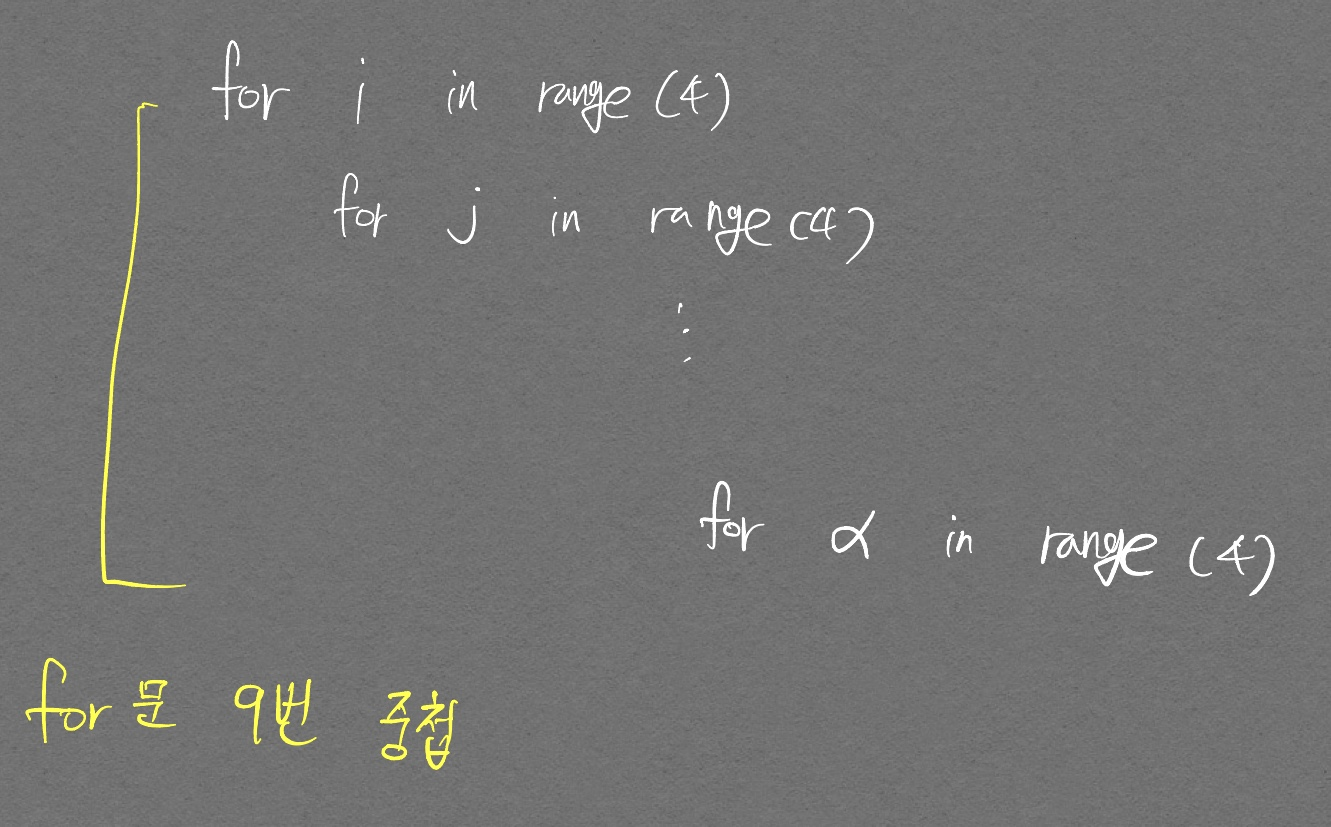 for i in range (4)
for j in range (4)
⋮
for α in range (4)
for문 9번 중첩